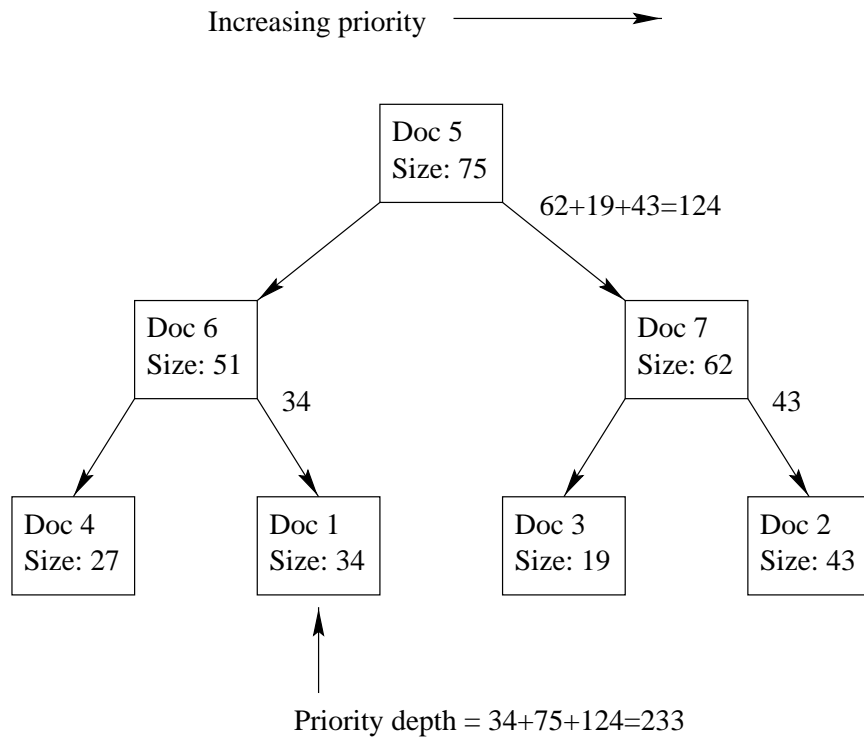 Increasing priority
Doc 5
Size: 75
62+19+43=124
Doc 6
Size: 51
Doc 7
Size: 62
34
43
Doc 4
Size: 27
Doc 1
Size: 34
Doc 3
Size: 19
Doc 2
Size: 43
Priority depth = 34+75+124=233